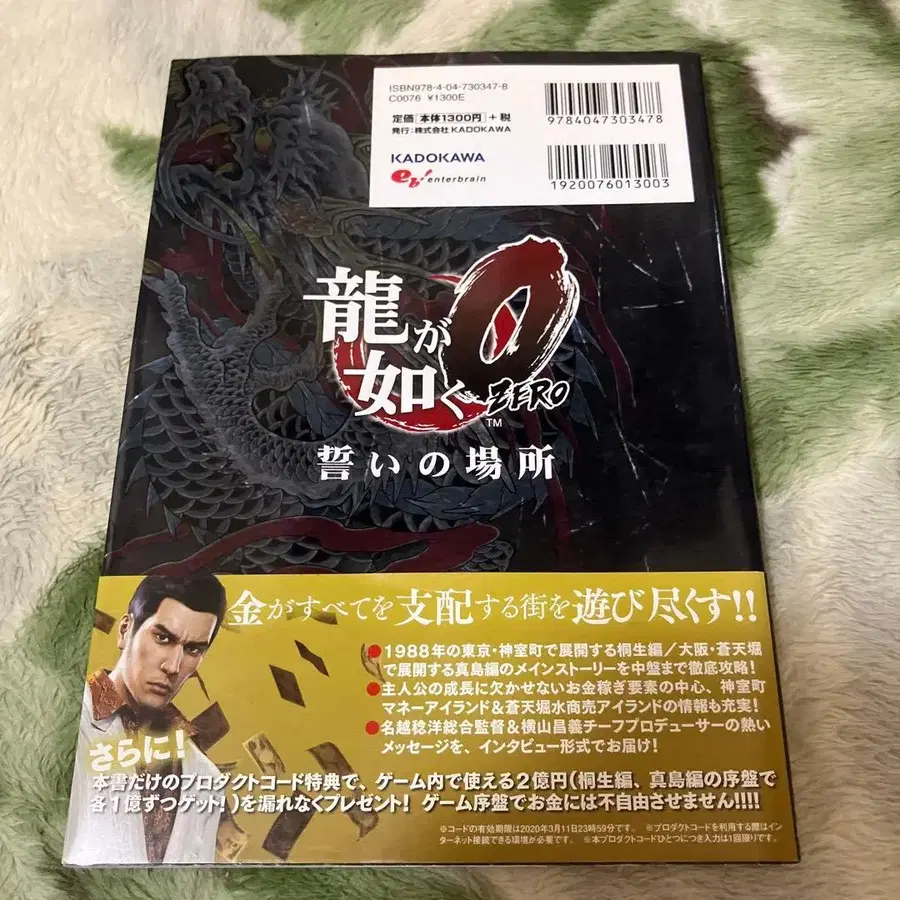 ISBN978-4-04-730347-8
C0076 ¥1300E
定価[本体1300円]+税
発行:株式会社KADOKAWA
9784047303478
KADOKAWA
eb! enterbrain
1920076013003
龍が
如く0
ZERO
TM
誓いの場所
金がすべてを支配する街を遊び尽くす!!
●1988年の東京・神室町で展開する桐生編/大阪・蒼天堀
で展開する真島編のメインストーリーを中盤まで徹底攻略!
●主人公の成長に欠かせないお金稼ぎ要素の中心、神室町
マネーアイランド&蒼天堀水商売アイランドの情報も充実!
●名越稔洋総合監督&横山昌義チーフプロデューサーの熱い
メッセージを、インタビュー形式でお届け!
さらに!
本書だけのプロダクトコード特典で、ゲーム内で使える2億円(桐生編、真島編の序盤で
各1億ずつゲット!)を漏れなくプレゼント! ゲーム序盤でお金には不自由させません!!!!
※コードの有効期限は2020年3月11日23時59分です。 ※プロダクトコードを利用する際はイン
ターネット接続できる環境が必要です。 ※本プロダクトコードひとつにつき入力は1回限りです。